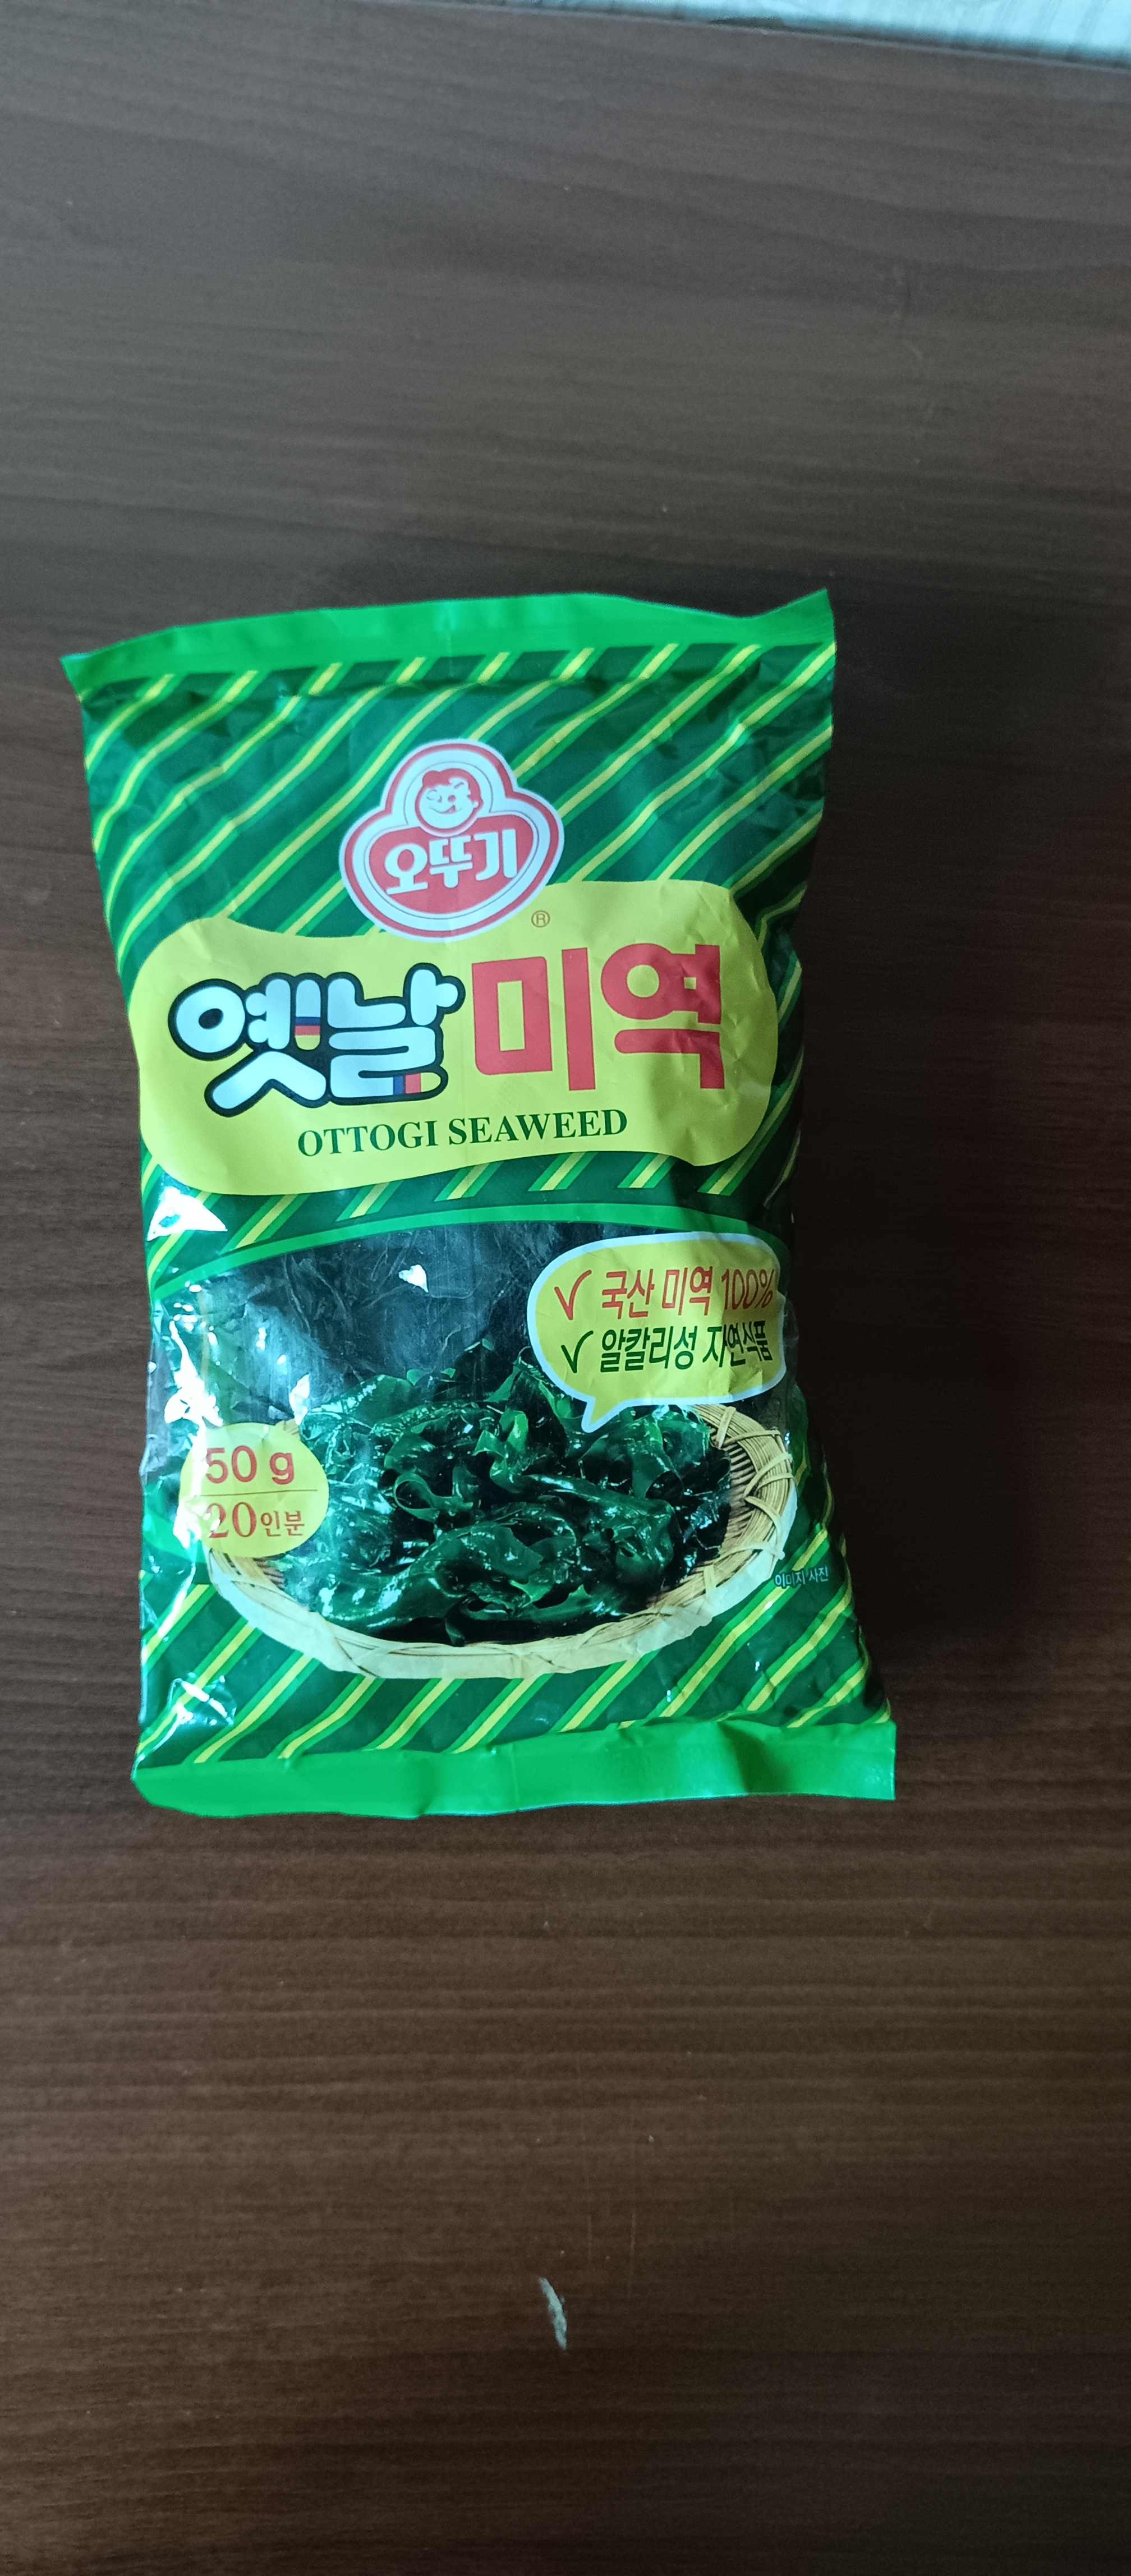 오뚜기
®
옛날 미역
OTTOGI SEAWEED
✓ 국산 미역 100%
✓ 알칼리성 자연식품
50 g
20인분
이미지 사진